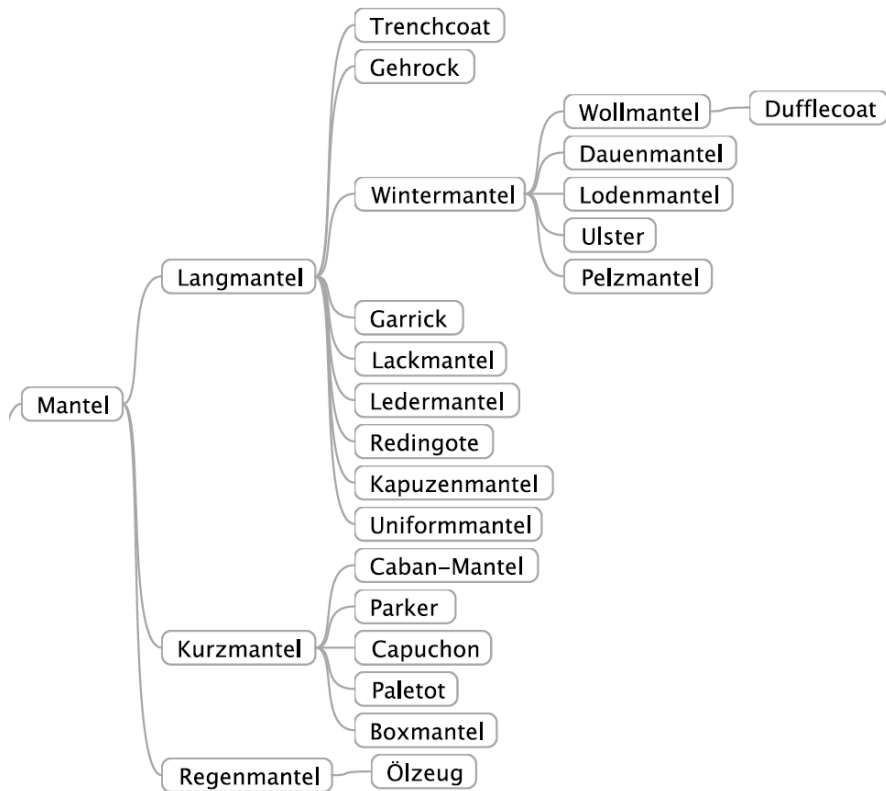 Trenchcoat
Gehrock
Wollmantel
Dufflecoat
Dauenmantel
Wintermantel
Lodenmantel
Ulster
Langmantel
Pelzmantel
Garrick
Lackmantel
Mantel
Ledermantel
Redingote
Kapuzenmantel
Uniformmantel
Caban-Mantel
Parker
Kurzmantel
Capuchon
Paletot
Boxmantel
Regenmantel
Ölzeug